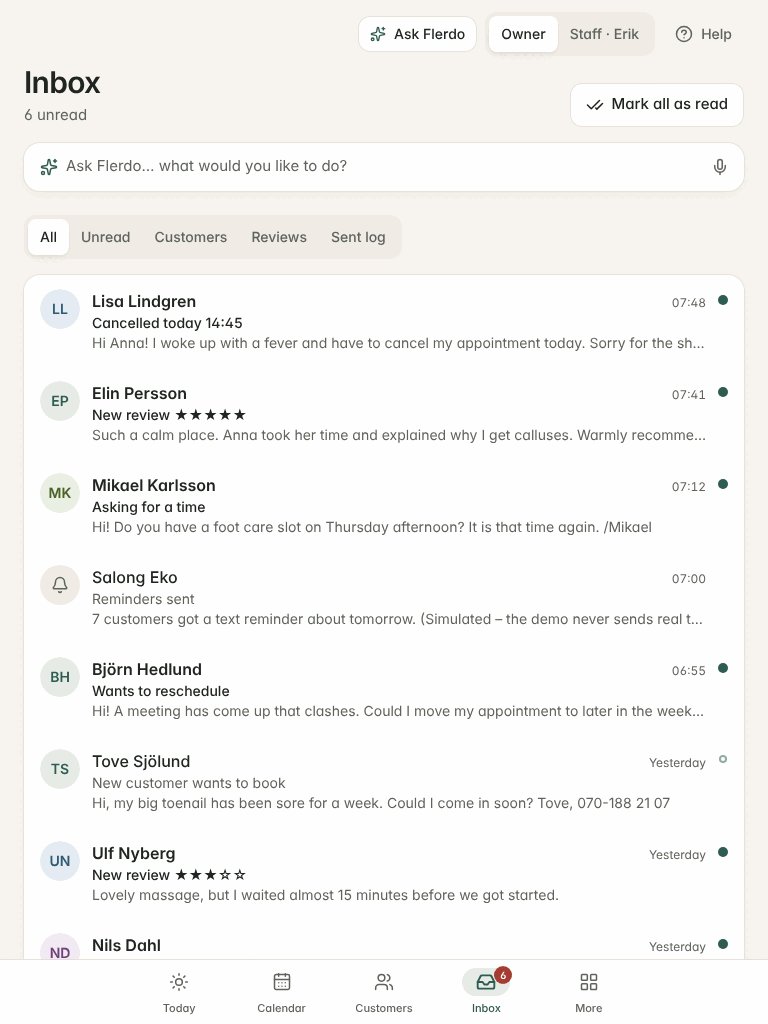 Ask Flerdo
Owner
Staff · Erik
Help
Inbox
6 unread
Mark all as read
Ask Flerdo... what would you like to do?
All
Unread
Customers
Reviews
Sent log
LL
Lisa Lindgren
07:48
Cancelled today 14:45
Hi Anna! I woke up with a fever and have to cancel my appointment today. Sorry for the sh...
EP
Elin Persson
07:41
New review ★★★★★
Such a calm place. Anna took her time and explained why I get calluses. Warmly recomme...
MK
Mikael Karlsson
07:12
Asking for a time
Hi! Do you have a foot care slot on Thursday afternoon? It is that time again. /Mikael
Salong Eko
07:00
Reminders sent
7 customers got a text reminder about tomorrow. (Simulated – the demo never sends real t...
BH
Björn Hedlund
06:55
Wants to reschedule
Hi! A meeting has come up that clashes. Could I move my appointment to later in the week...
TS
Tove Sjölund
Yesterday
New customer wants to book
Hi, my big toenail has been sore for a week. Could I come in soon? Tove, 070-188 21 07
UN
Ulf Nyberg
Yesterday
New review ★★★☆☆
Lovely massage, but I waited almost 15 minutes before we got started.
ND
Nils Dahl
Yesterday
Today
Calendar
Customers
6
Inbox
More